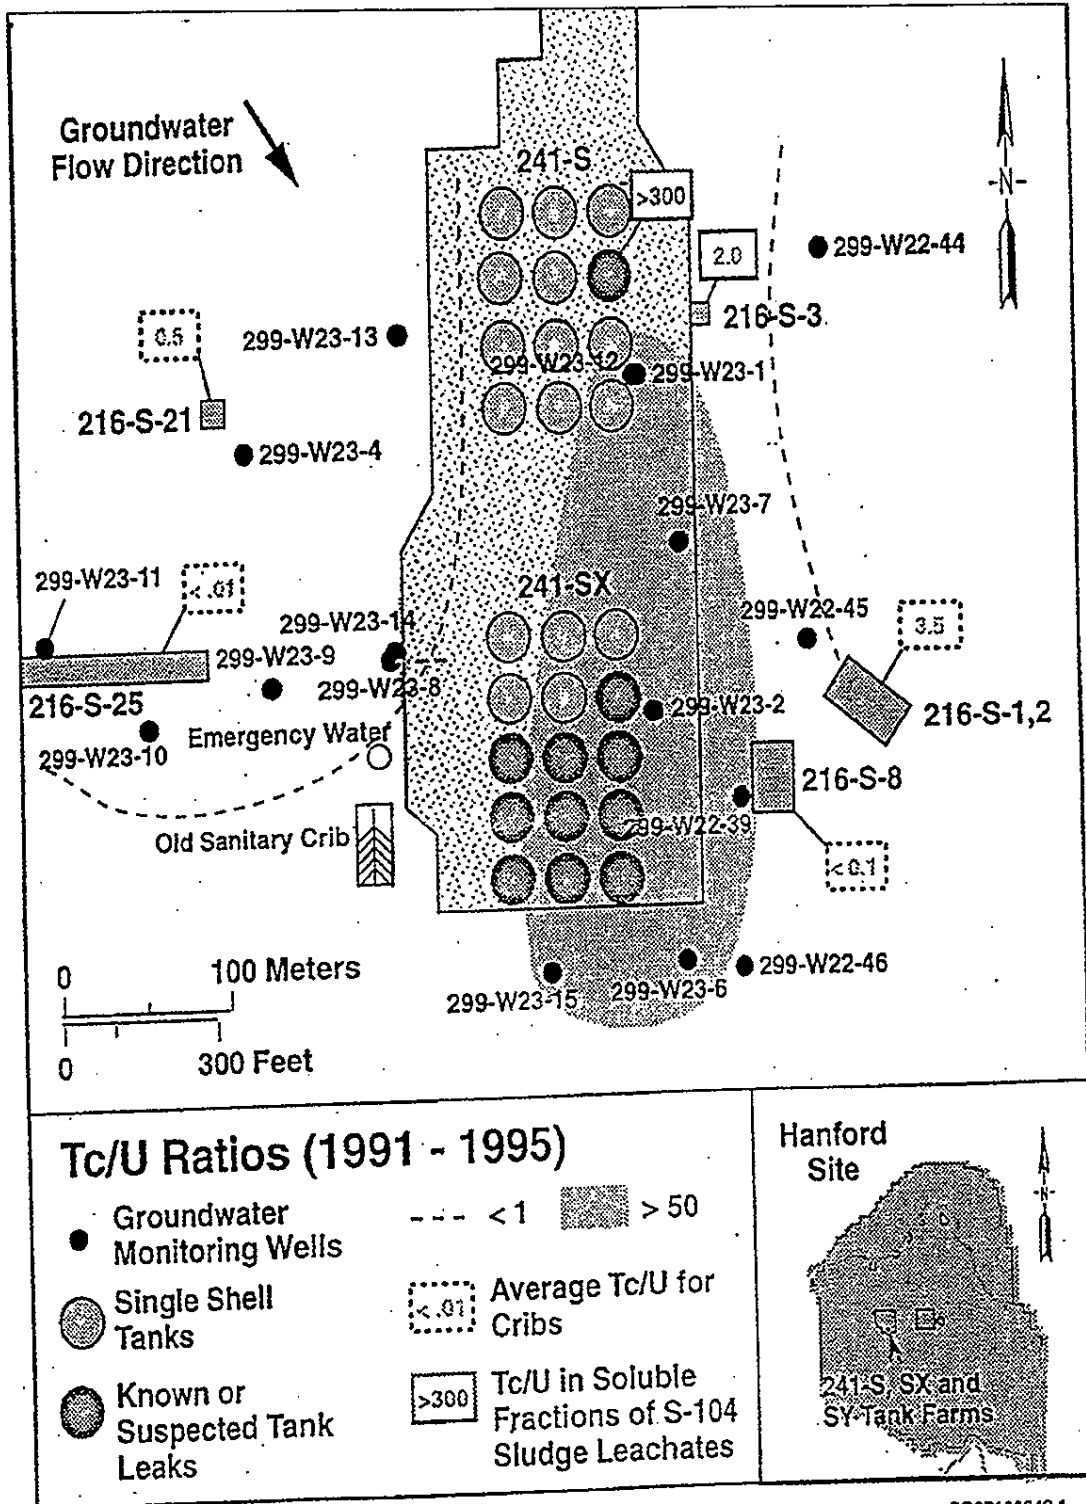 Groundwater
Flow Direction
241-S
>300
N
2.0
299-W22-44
216-S-3
0.5
299-W23-13
299-W23-12
299-W23-1
216-S-21
299-W23-4
299-W23-7
299-W23-11
< .01
241-SX
299-W22-45
3.5
299-W23-14
299-W23-9
299-W23-8
216-S-25
299-W23-2
216-S-1,2
299-W23-10
Emergency Water
216-S-8
299-W22-39
Old Sanitary Crib
< 0.1
0 100 Meters
299-W22-46
299-W23-15
299-W23-6
0 300 Feet
Tc/U Ratios (1991 - 1995)
Groundwater
Monitoring Wells
Single Shell
Tanks
Known or
Suspected Tank
Leaks
< 1
> 50
< .01
Average Tc/U for
Cribs
>300
Tc/U in Soluble
Fractions of S-104
Sludge Leachates
Hanford
Site
N
241-S, SX and
SY Tank Farms